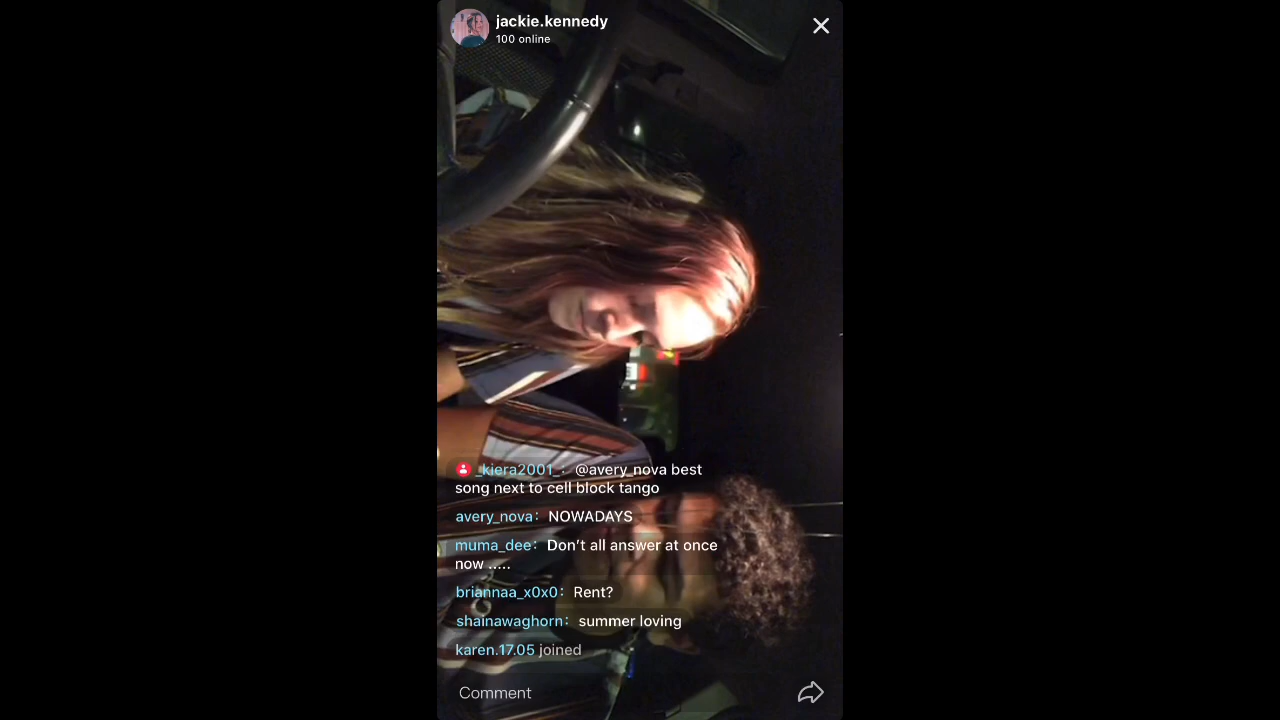 jackie.kennedy
100 online
_kiera2001_: @avery_nova best
song next to cell block tango
avery_nova: NOWADAYS
muma_dee: Don't all answer at once
now .....
briannaa_x0x0: Rent?
shainawaghorn: summer loving
karen.17.05 joined
Comment